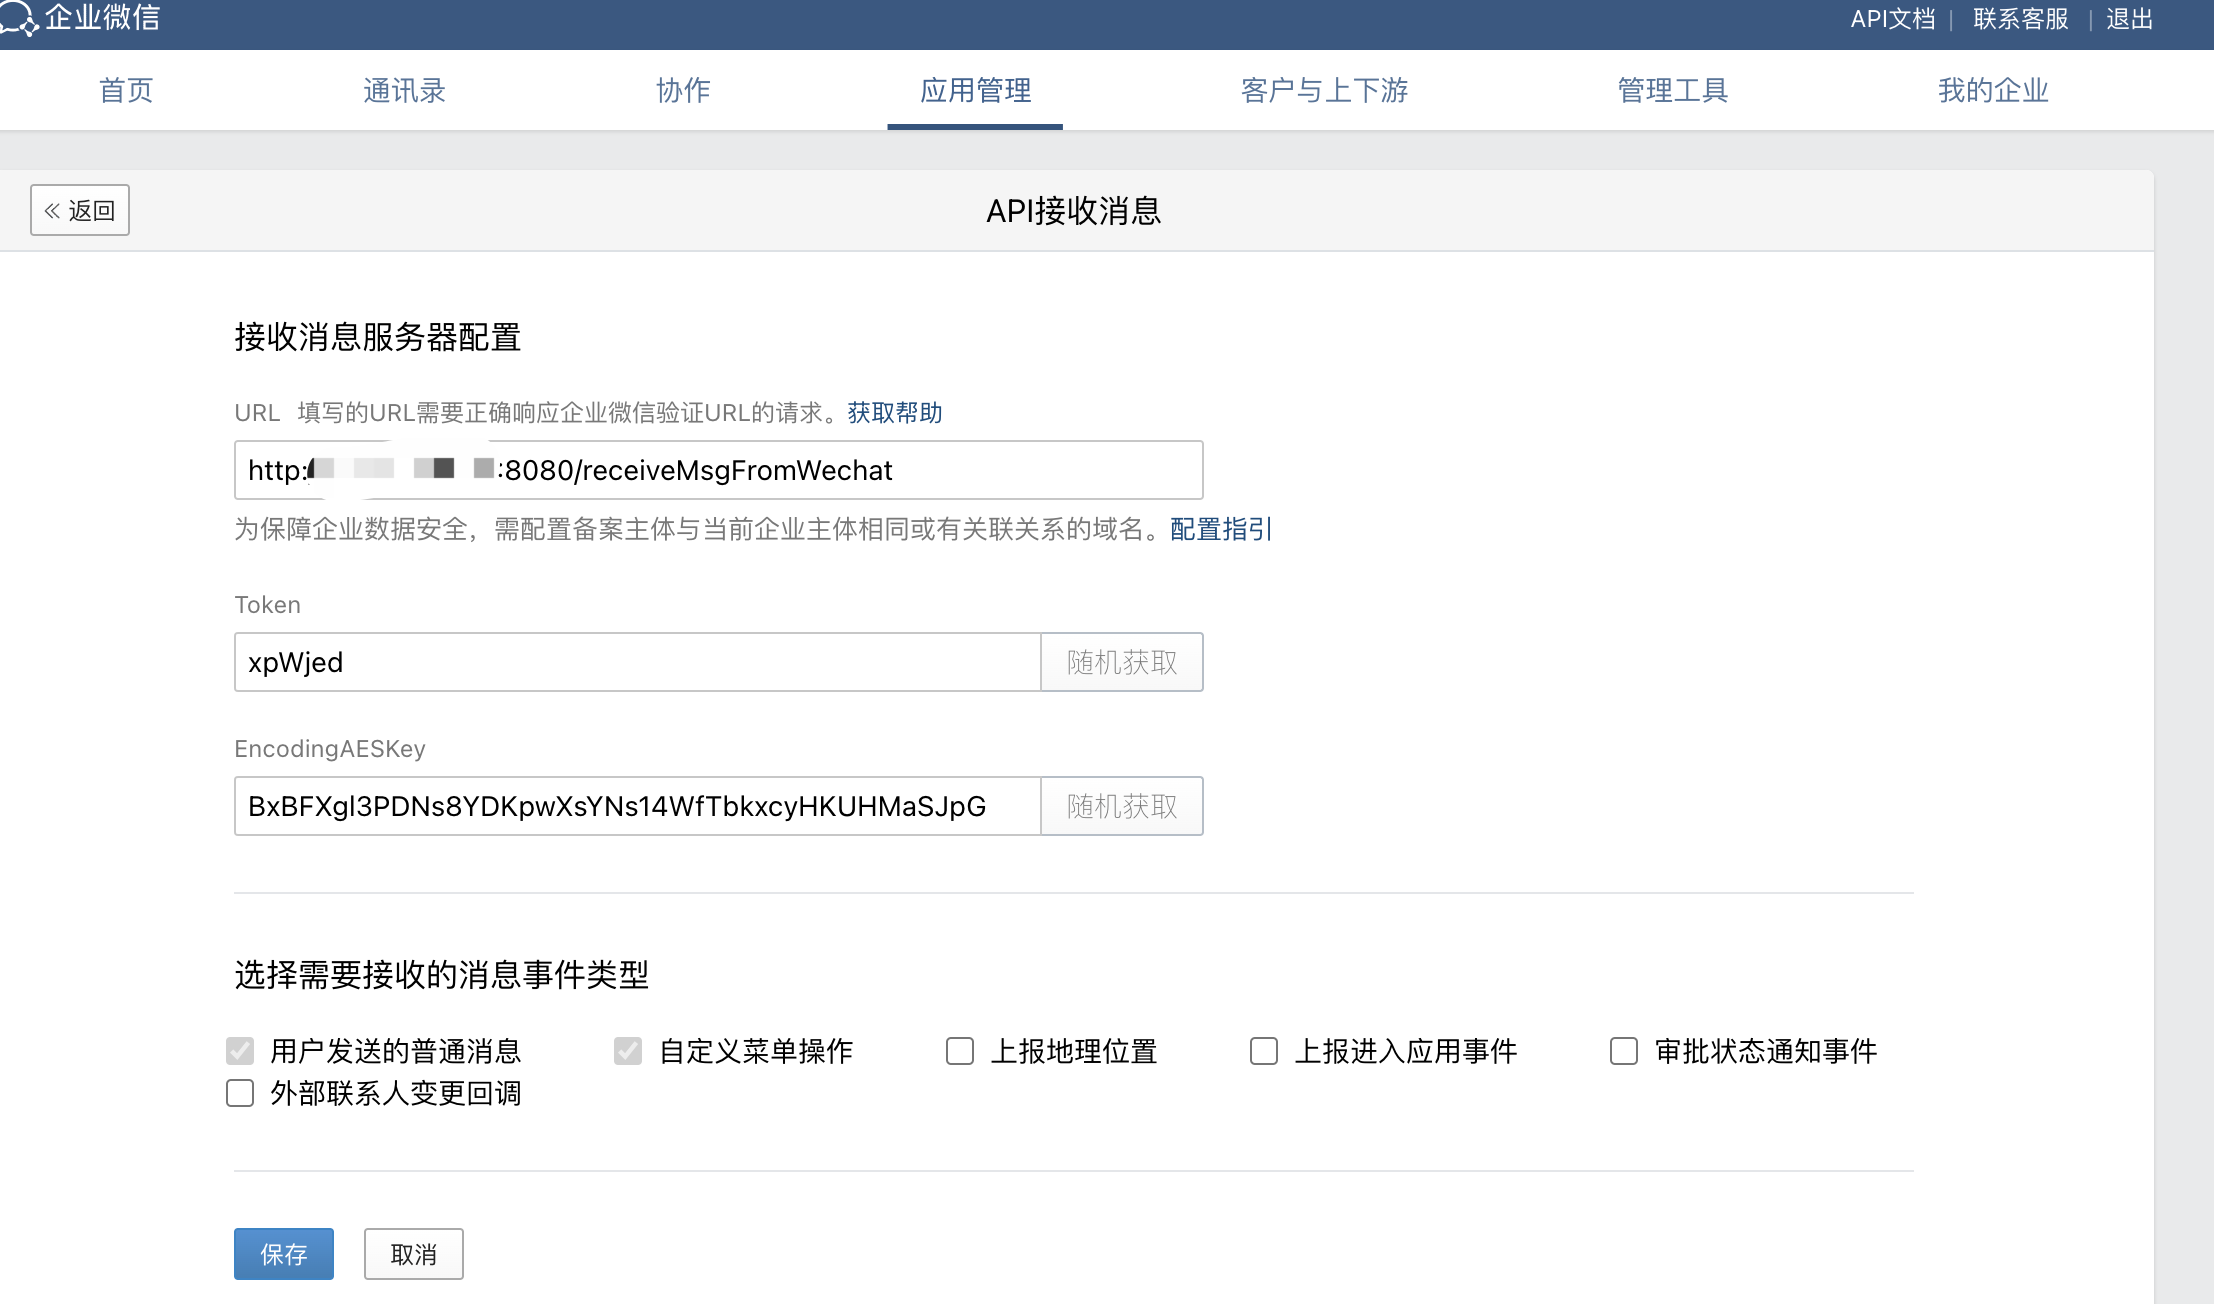 企业微信
API文档 | 联系客服 | 退出
首页 通讯录 协作 应用管理 客户与上下游 管理工具 我的企业
« 返回 API接收消息
接收消息服务器配置
URL 填写的URL需要正确响应企业微信验证URL的请求。获取帮助
http: :8080/receiveMsgFromWechat
为保障企业数据安全，需配置备案主体与当前企业主体相同或有关联关系的域名。配置指引
Token
xpWjed 随机获取
EncodingAESKey
BxBFXgl3PDNs8YDKpwXsYNs14WfTbkxcyHKUHMaSJpG 随机获取
选择需要接收的消息事件类型
用户发送的普通消息 自定义菜单操作 上报地理位置 上报进入应用事件 审批状态通知事件
外部联系人变更回调
保存 取消